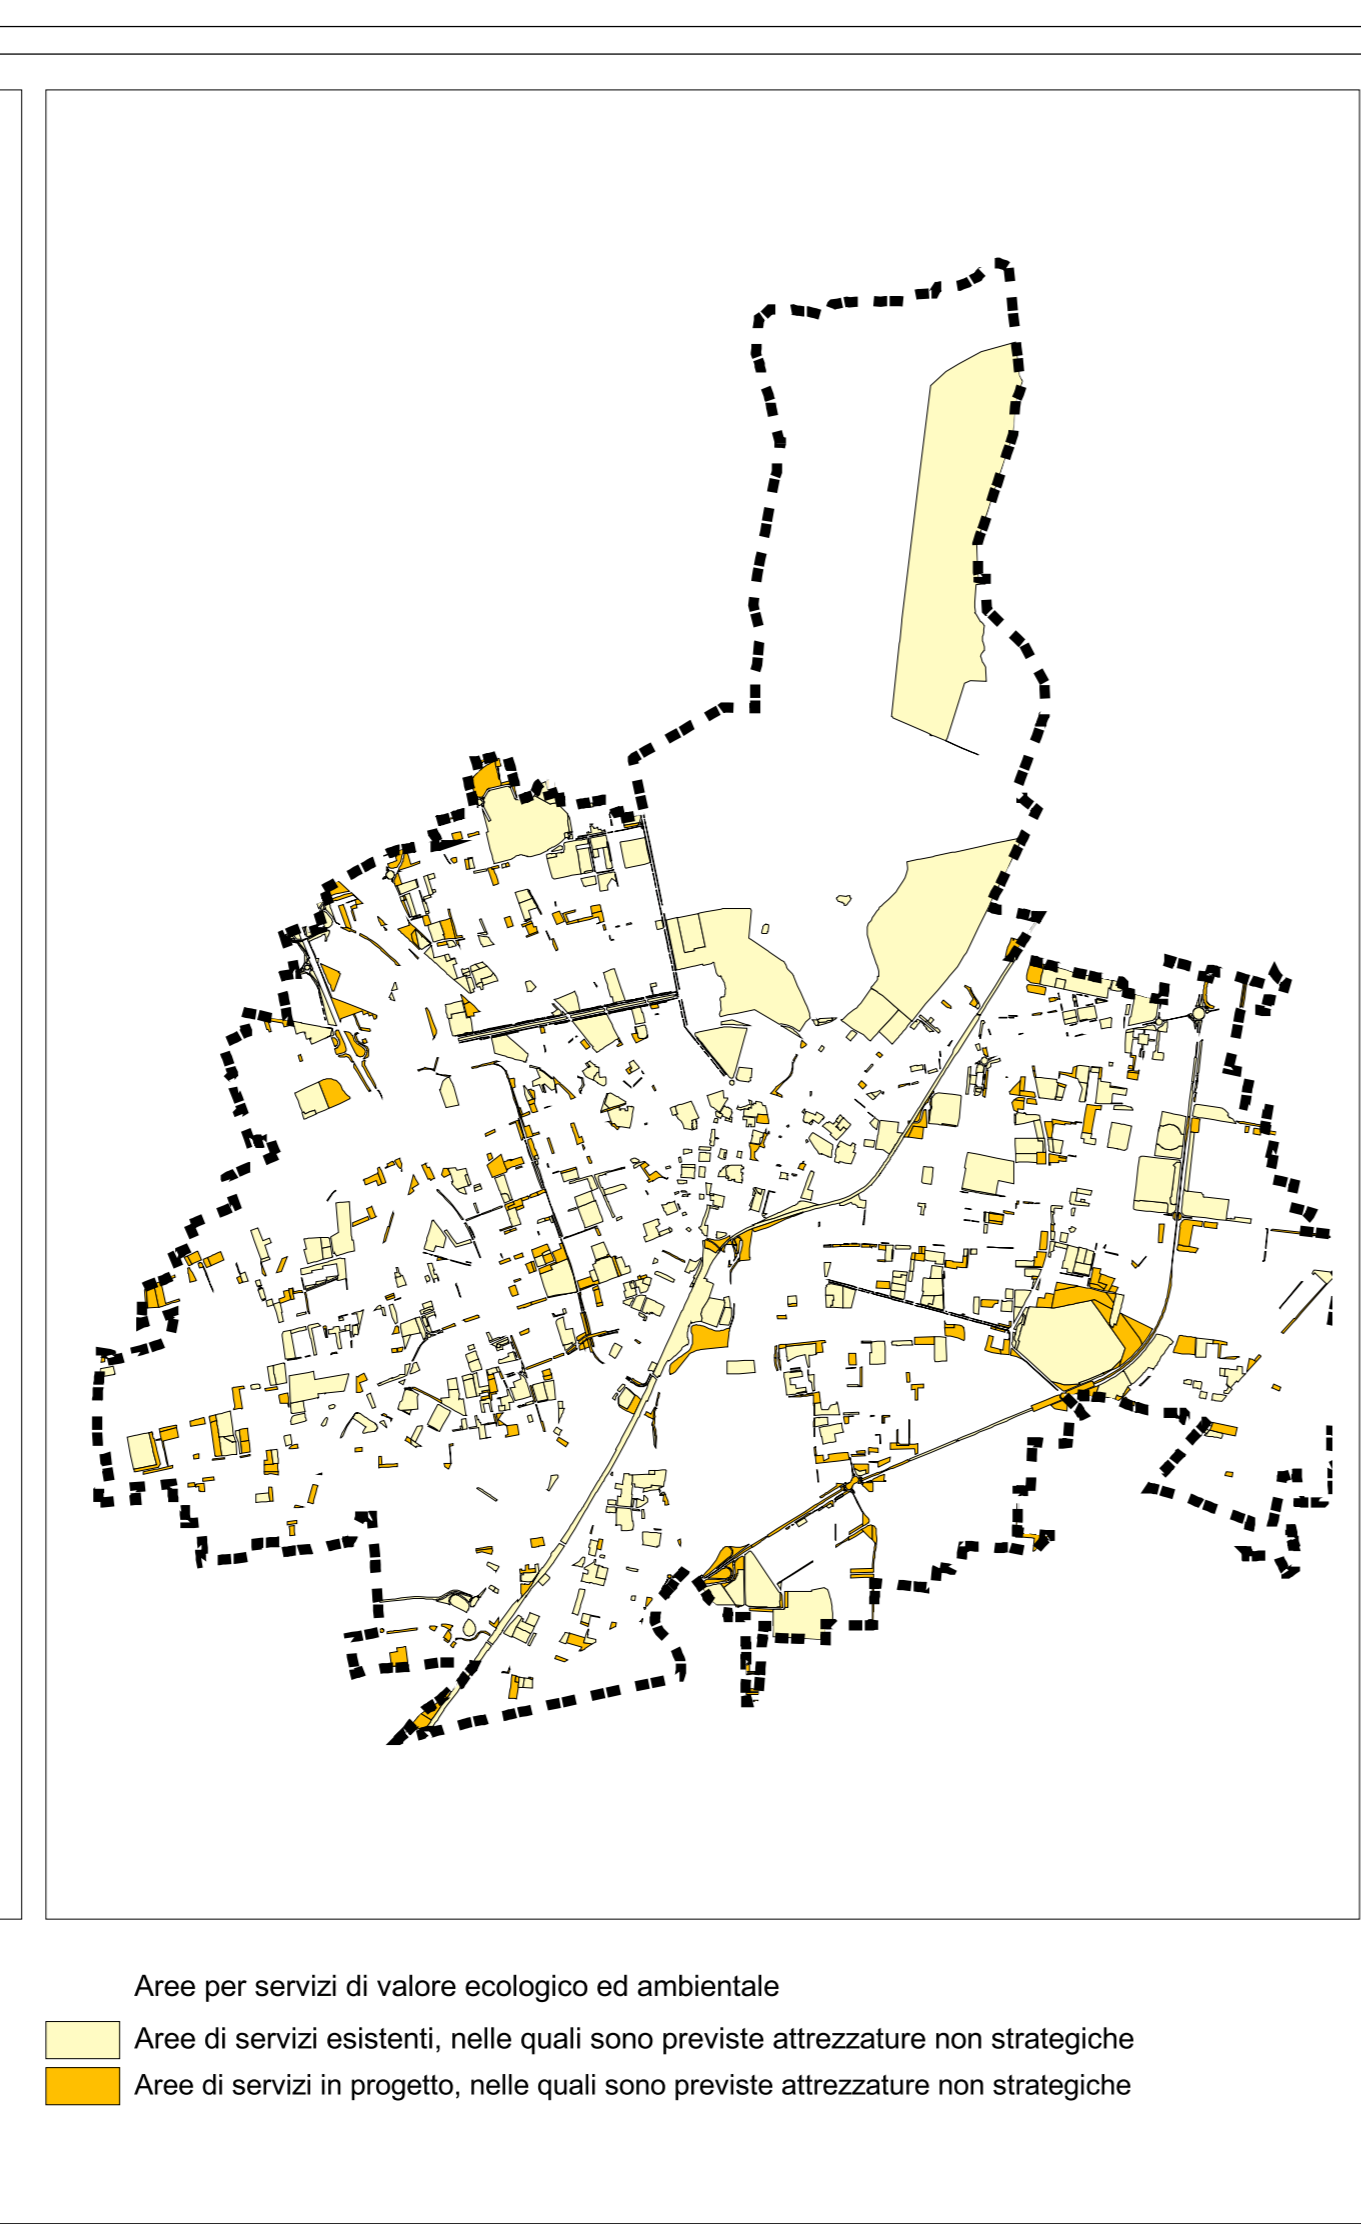 Aree per servizi di valore ecologico ed ambientale
Aree di servizi esistenti, nelle quali sono previste attrezzature non strategiche
Aree di servizi in progetto, nelle quali sono previste attrezzature non strategiche